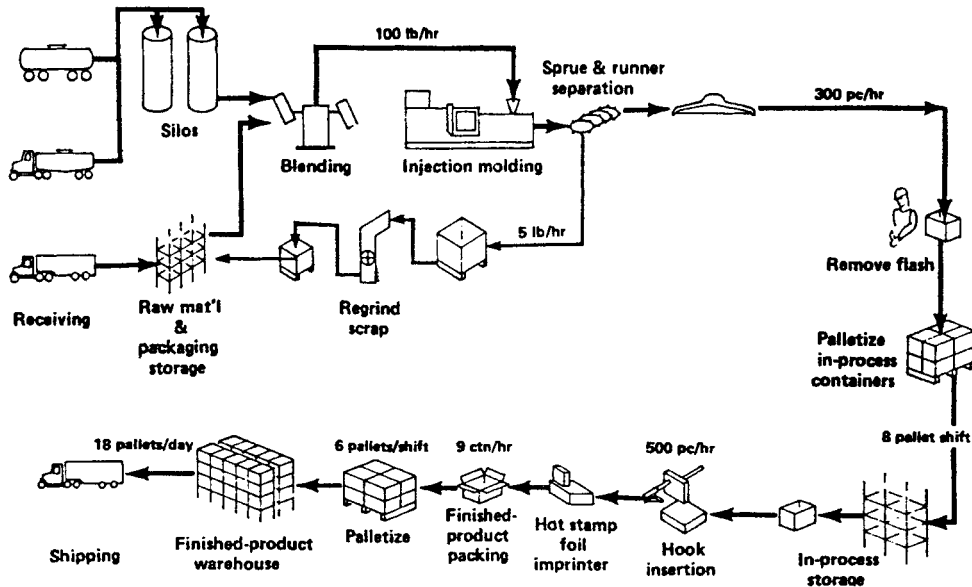 100 lb/hr
Sprue & runner
separation
300 pc/hr
Silos
Blending
Injection molding
5 lb/hr
Remove flash
Receiving
Raw mat'l
&
packaging
storage
Regrind
scrap
Palletize
in-process
containers
8 pallet shift
18 pallets/day
6 pallets/shift
9 ctn/hr
500 pc/hr
Shipping
Finished-product
warehouse
Palletize
Finished-
product
packing
Hot stamp
foil
imprinter
Hook
insertion
In-process
storage